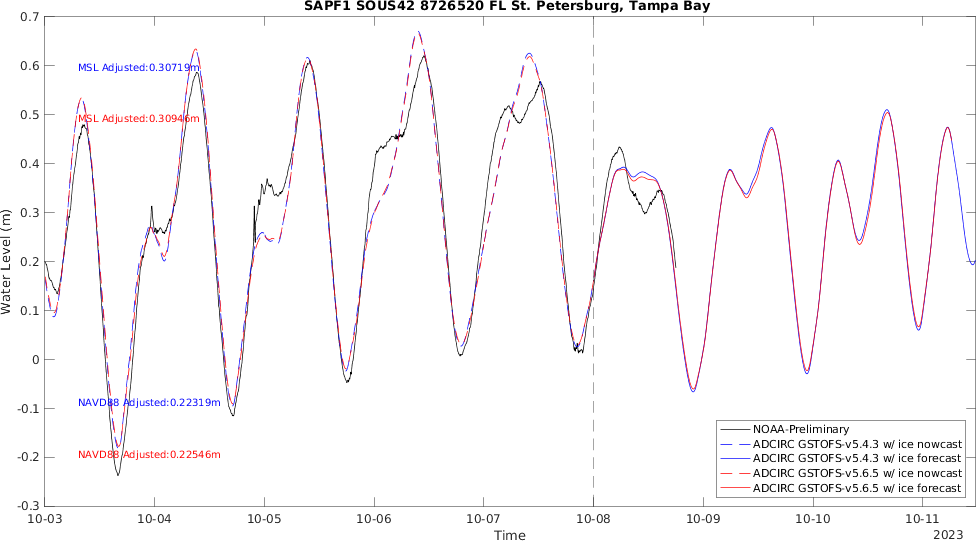 SAPF1 SOUS42 8726520 FL St. Petersburg, Tampa Bay
0.7
0.6
0.5
0.4
0.3
0.2
0.1
0
-0.1
-0.2
-0.3
Water Level (m)
MSL Adjusted:0.30719m
MSL Adjusted:0.30946m
NAVD88 Adjusted:0.22319m
NAVD88 Adjusted:0.22546m
NOAA-Preliminary
ADCIRC GSTOFS-v5.4.3 w/ ice nowcast
ADCIRC GSTOFS-v5.4.3 w/ ice forecast
ADCIRC GSTOFS-v5.6.5 w/ ice nowcast
ADCIRC GSTOFS-v5.6.5 w/ ice forecast
10-03 10-04 10-05 10-06 10-07 10-08 10-09 10-10 10-11
Time
2023